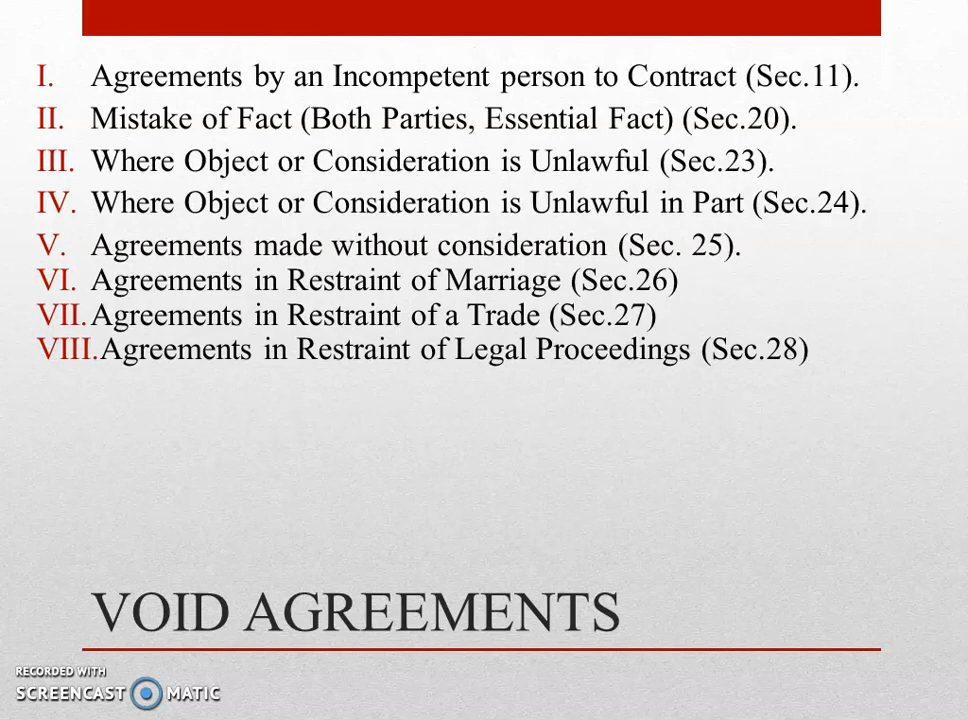 I. Agreements by an Incompetent person to Contract (Sec.11).
II. Mistake of Fact (Both Parties, Essential Fact) (Sec.20).
III. Where Object or Consideration is Unlawful (Sec.23).
IV. Where Object or Consideration is Unlawful in Part (Sec.24).
V. Agreements made without consideration (Sec. 25).
VI. Agreements in Restraint of Marriage (Sec.26)
VII. Agreements in Restraint of a Trade (Sec.27)
VIII. Agreements in Restraint of Legal Proceedings (Sec.28)
VOID AGREEMENTS
RECORDED WITH
SCREENCAST MATIC